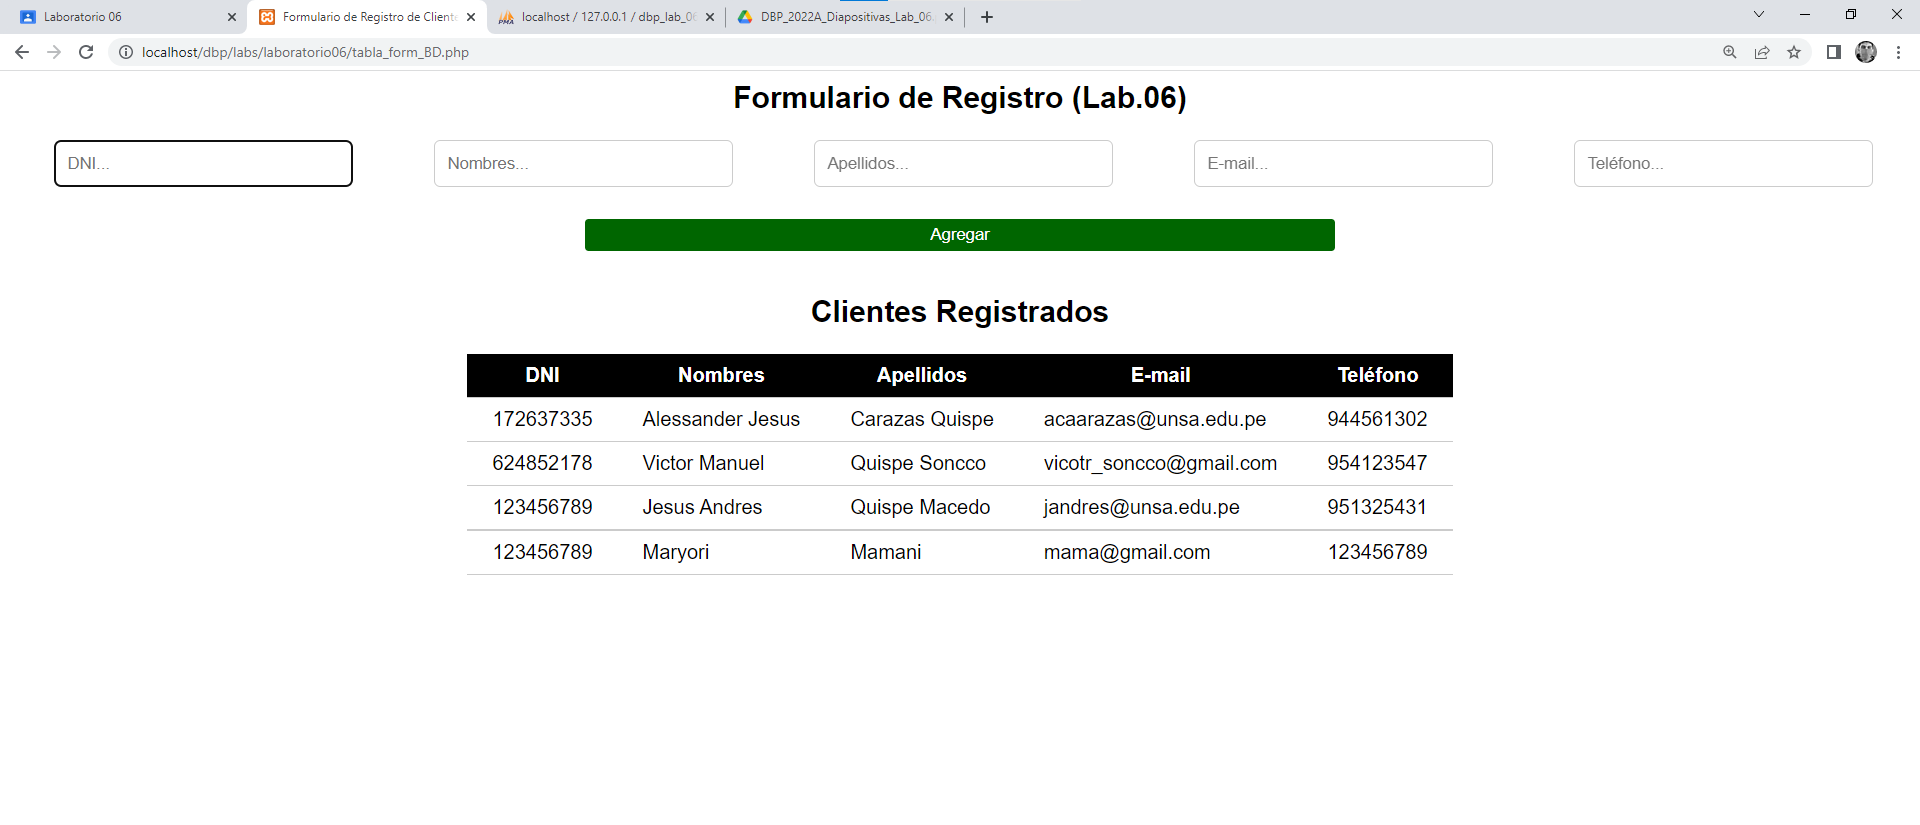 Laboratorio 06
Formulario de Registro de Cliente
PMA localhost / 127.0.0.1 / dbp_lab_06
DBP_2022A_Diapositivas_Lab_06.
localhost/dbp/labs/laboratorio06/tabla_form_BD.php
Formulario de Registro (Lab.06)
DNI... Nombres... Apellidos... E-mail... Teléfono...
Agregar
Clientes Registrados
DNI Nombres Apellidos E-mail Teléfono
172637335 Alessander Jesus Carazas Quispe acaarazas@unsa.edu.pe 944561302
624852178 Victor Manuel Quispe Soncco vicotr_soncco@gmail.com 954123547
123456789 Jesus Andres Quispe Macedo jandres@unsa.edu.pe 951325431
123456789 Maryori Mamani mama@gmail.com 123456789